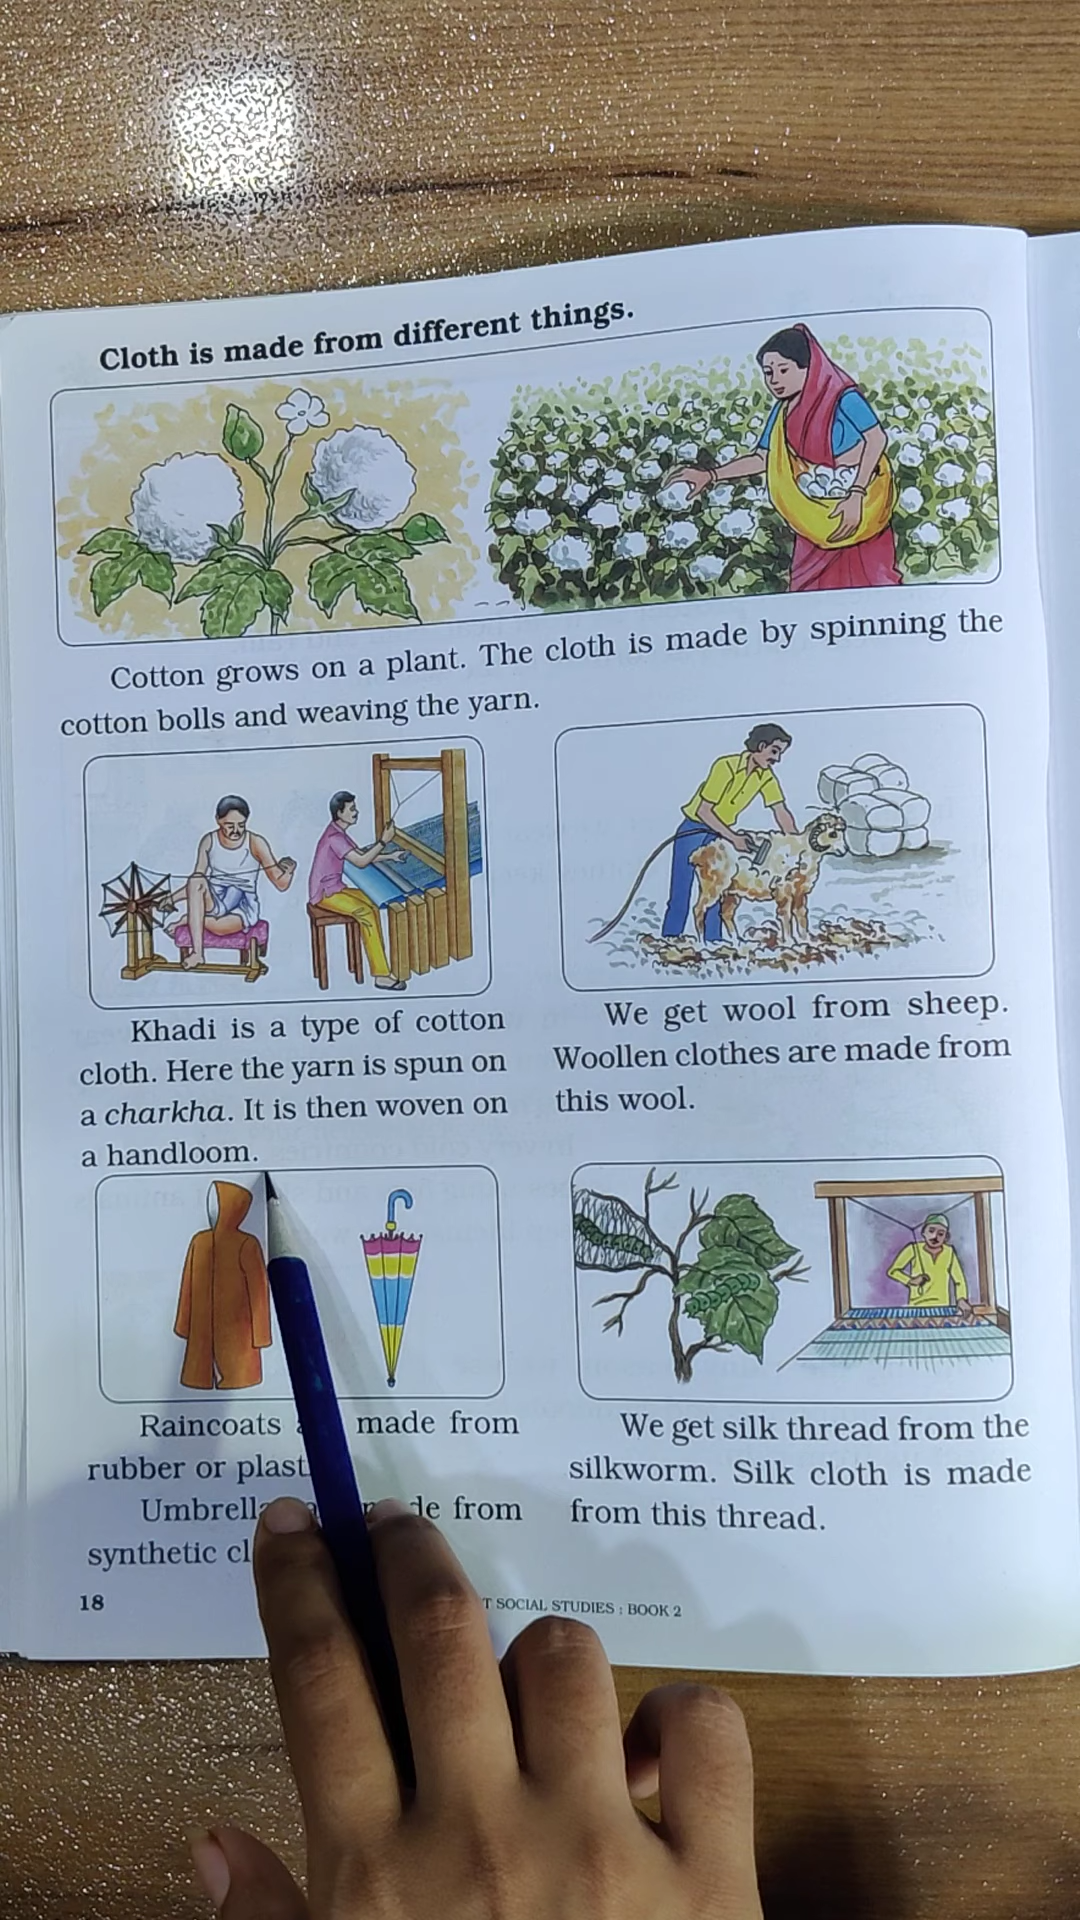 Cloth is made from different things.
Cotton grows on a plant. The cloth is made by spinning the
cotton bolls and weaving the yarn.
Khadi is a type of cotton
cloth. Here the yarn is spun on
a charkha. It is then woven on
a handloom.
We get wool from sheep.
Woollen clothes are made from
this wool.
Raincoats made from
rubber or
from
synthetic
We get silk thread from the
silkworm. Silk cloth is made
from this thread.
18
SOCIAL STUDIES : BOOK 2